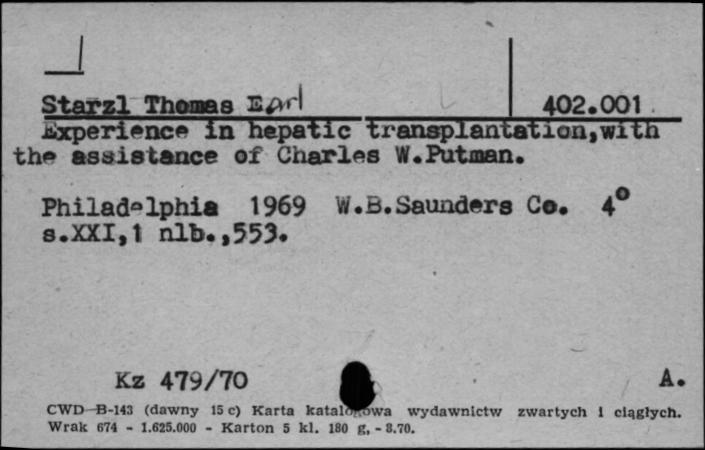 Starzl Thomas Earl 402.001
Experience in hepatic transplantation,with
the assistance of Charles W.Putman.
Philadelphia 1969 W.B.Saunders Co. 4°
s.XXI,1 nlb.,553.
Kz 479/70 A.
CWD—B-143 (dawny 15 c) Karta katalogowa wydawnictw zwartych i ciągłych.
Wrak 674 - 1.625.000 - Karton 5 kl. 180 g, - 3.70.